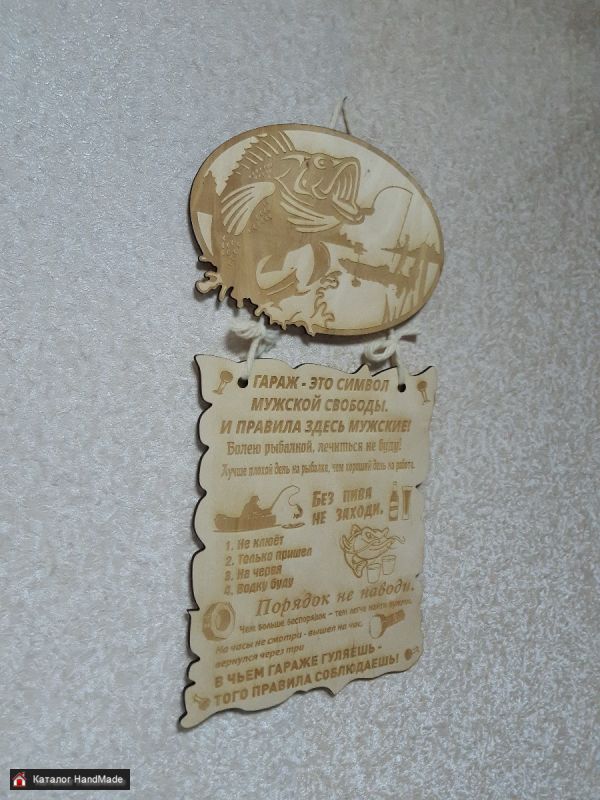 ГАРАЖ - ЭТО СИМВОЛ
МУЖСКОЙ СВОБОДЫ.
И ПРАВИЛА ЗДЕСЬ МУЖСКИЕ!
Болею рыбалкой, лечиться не буду!
Лучше плохой день на рыбалке, чем хороший день на работе.
БЕЗ ПИВА
НЕ ЗАХОДИ.
1. Не клюёт
2. Только пришел
3. На червя
4. Водку буду
Порядок не наводи.
Чем больше беспорядок - тем легче найти нужное.
На часы не смотри - вышел на час,
вернулся через три
В ЧЬЕМ ГАРАЖЕ ГУЛЯЕШЬ -
ТОГО ПРАВИЛА СОБЛЮДАЕШЬ!
Каталог HandMade